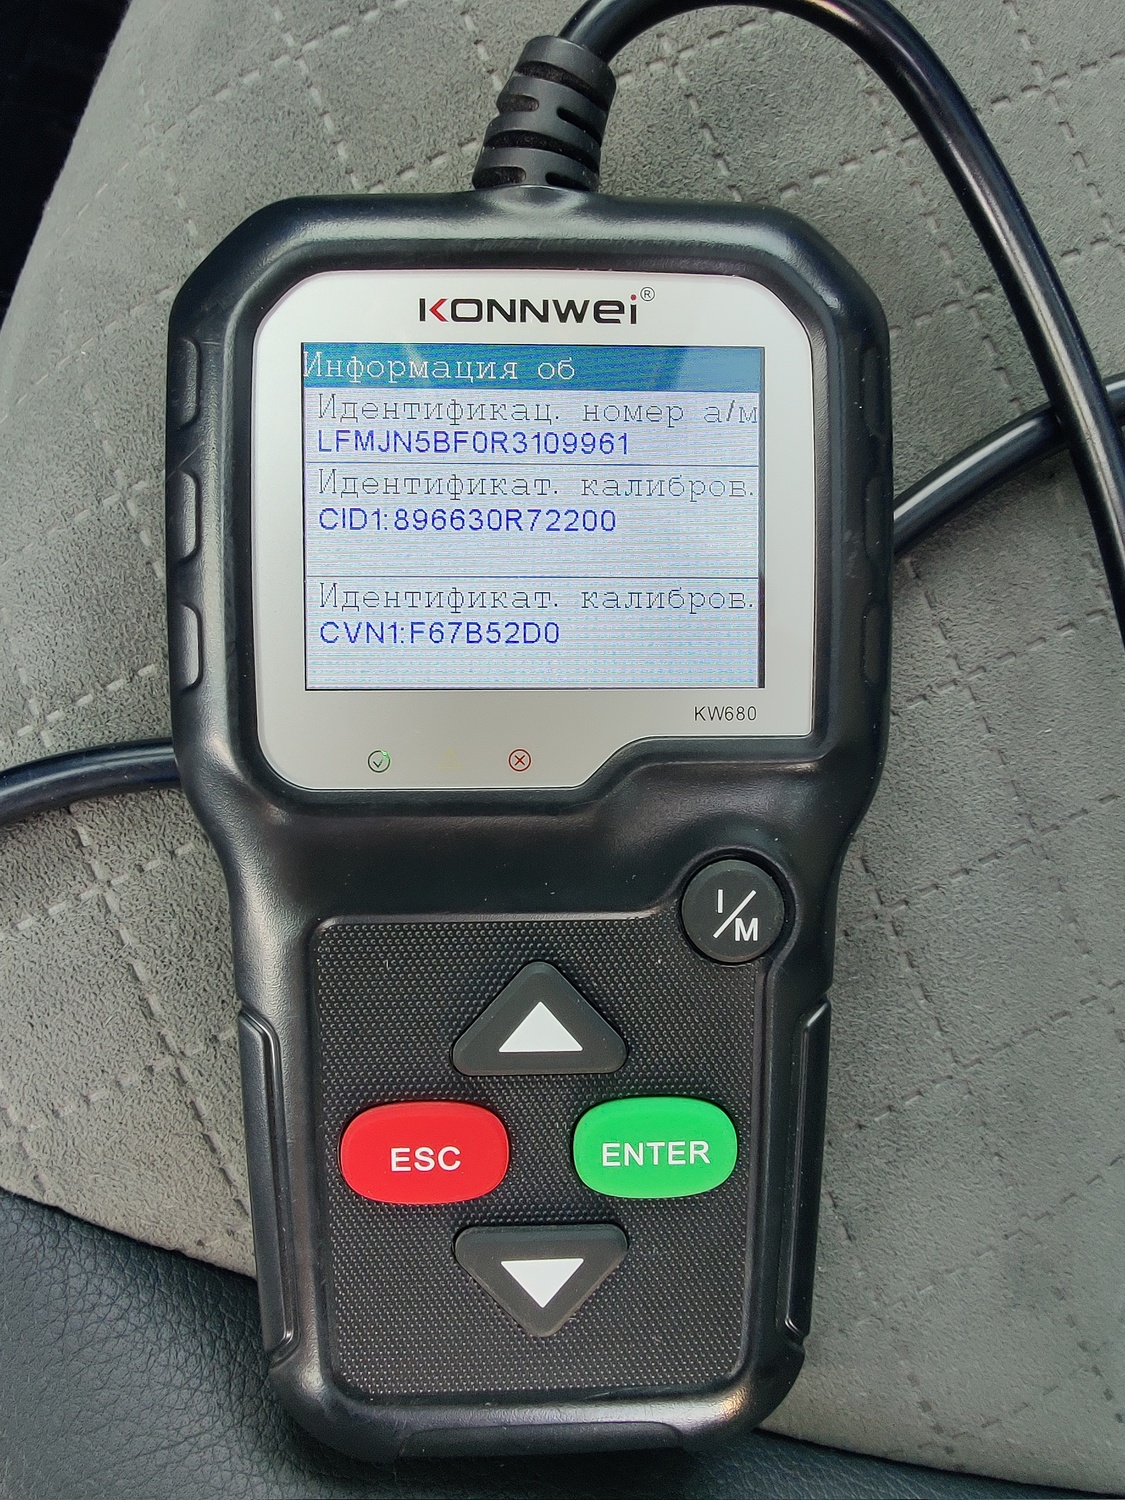 KONNWEI®
Информация об
Идентификац. номер а/м
LFMJN5BF0R3109961
Идентификат. калибров.
CID1:896630R72200
Идентификат. калибров.
CVN1:F67B52D0
KW680
I/M
ESC
ENTER